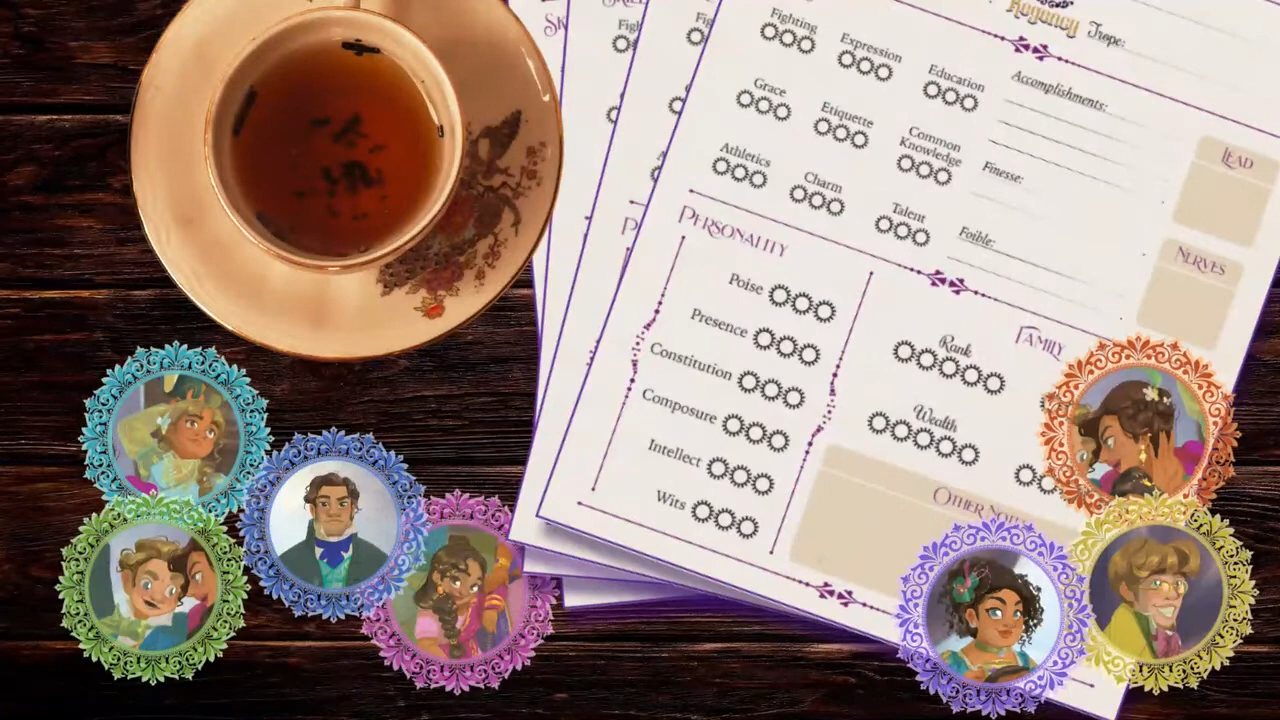 Regency
Trope:
Fighting
Expression
Education
Accomplishments:
Grace
Etiquette
Common
Knowledge
Finesse:
Athletics
Charm
Talent
Foible:
LEAD
NERVES
PERSONALITY
Poise
Presence
Constitution
Composure
Intellect
Wits
FAMILY
Rank
Wealth
OTHER